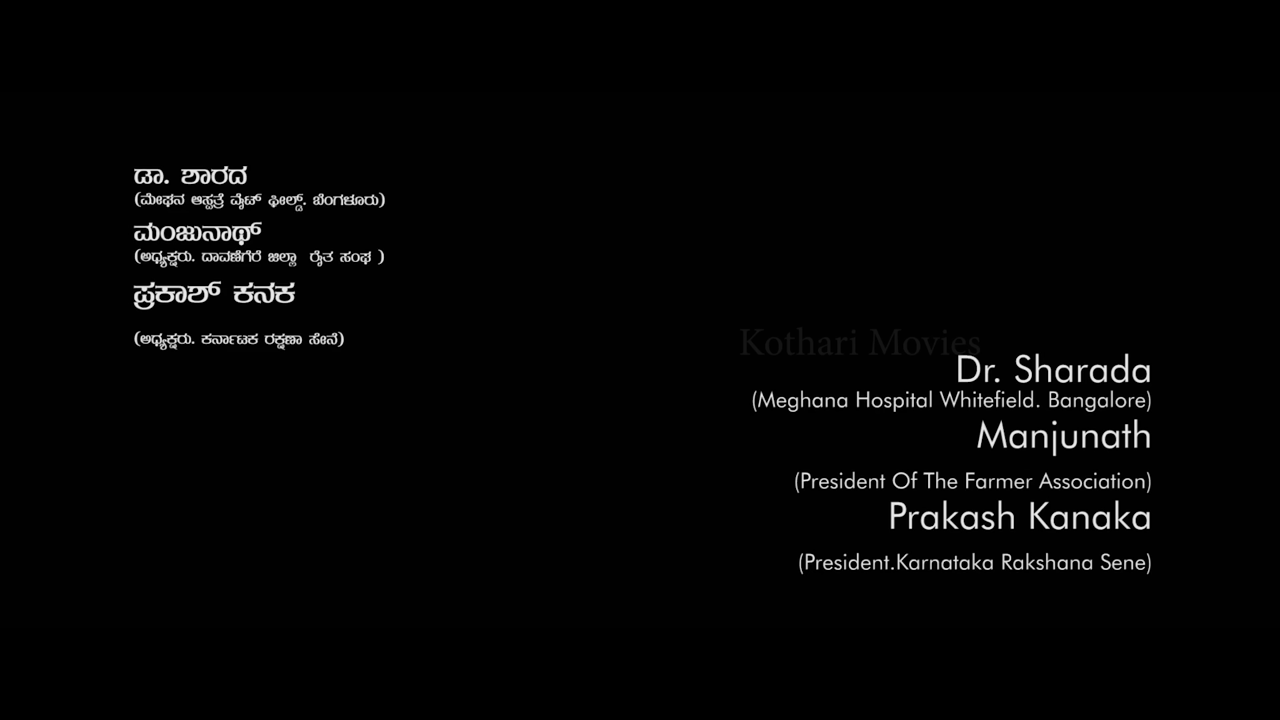 ಡಾ. ಶಾರದ
(ಮೇಘನ ಆಸ್ಪತ್ರೆ ವೈಟ್ ಫೀಲ್ಡ್. ಬೆಂಗಳೂರು)
ಮಂಜುನಾಥ್
(ಅಧ್ಯಕ್ಷರು. ದಾವಣಗೆರೆ ಜಿಲ್ಲಾ ರೈತ ಸಂಘ )
ಪ್ರಕಾಶ್ ಕನಕ
(ಅಧ್ಯಕ್ಷರು. ಕರ್ನಾಟಕ ರಕ್ಷಣಾ ಸೇನೆ)
Kothari Movies
Dr. Sharada
(Meghana Hospital Whitefield. Bangalore)
Manjunath
(President Of The Farmer Association)
Prakash Kanaka
(President.Karnataka Rakshana Sene)